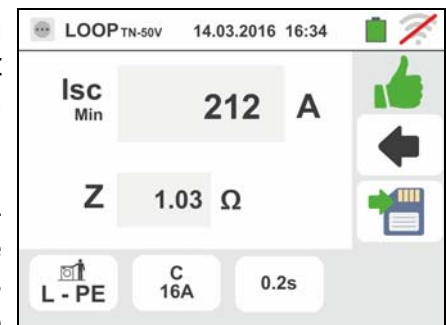 LOOP TN-50V 14.03.2016 16:34
Isc 212 A
Min
Z 1.03 Ω
L - PE C 0.2s
16A